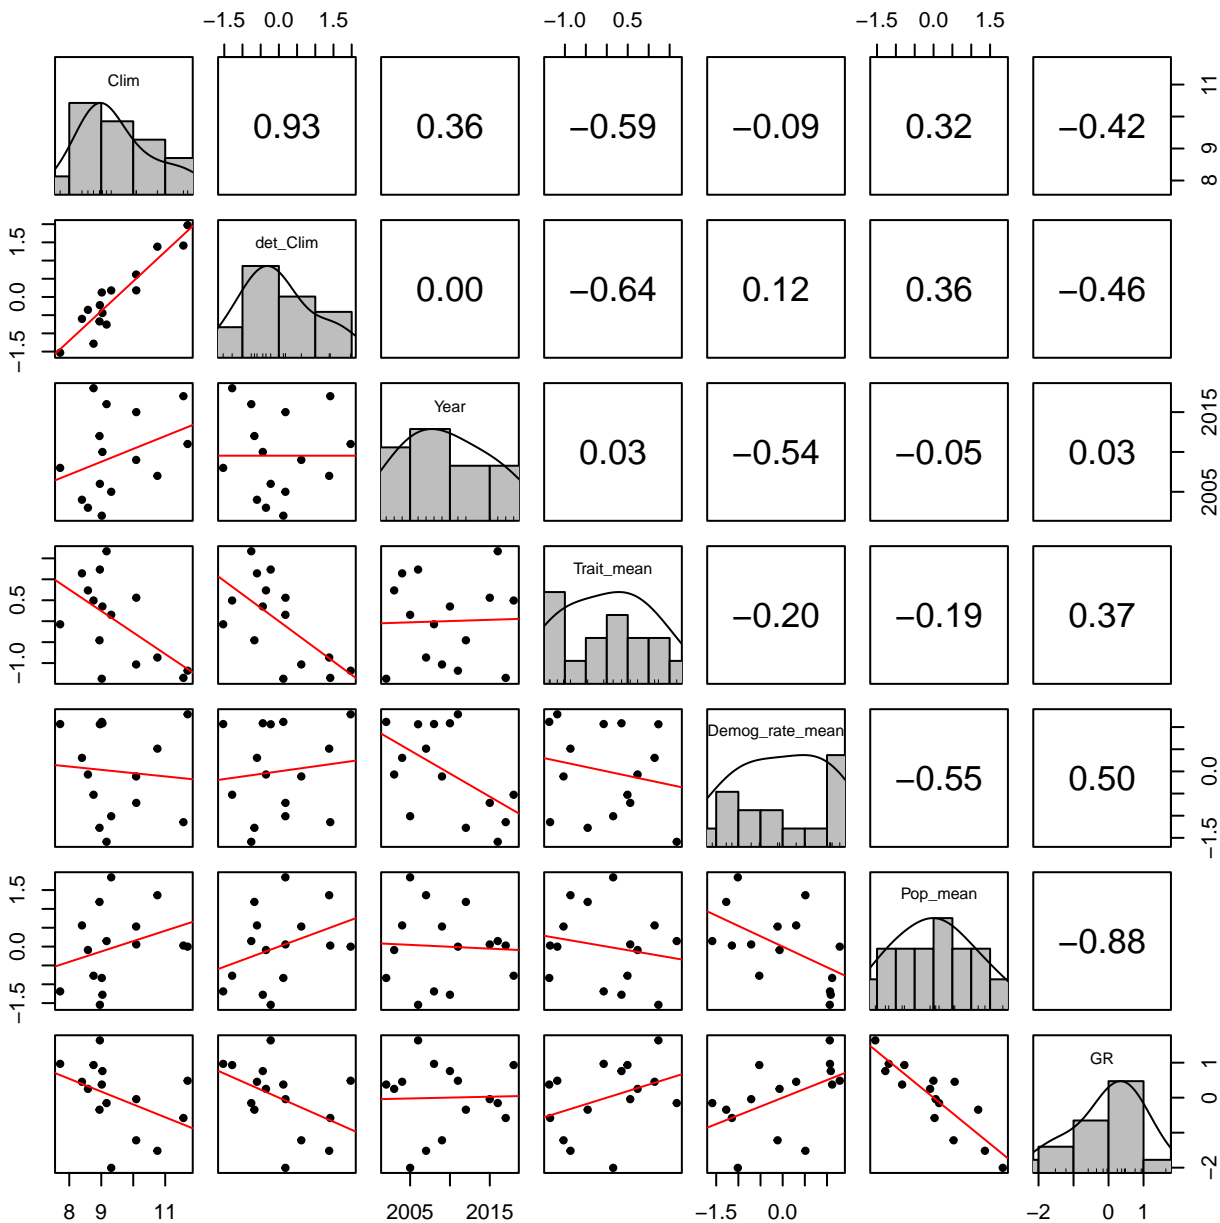 −1.5 0.0 1.5 −1.0 0.5 −1.5 0.0 1.5
Clim 0.93 0.36 −0.59 −0.09 0.32 −0.42 8 9 11
−1.5 0.0 1.5 det_Clim 0.00 −0.64 0.12 0.36 −0.46
Year 0.03 −0.54 −0.05 0.03 2005 2015
−1.0 0.5 Trait_mean −0.20 −0.19 0.37
Demog_rate_mean −0.55 0.50 −1.5 0.0
−1.5 0.0 1.5 Pop_mean −0.88
GR −2 0 1
8 9 11 2005 2015 −1.5 0.0 −2 0 1